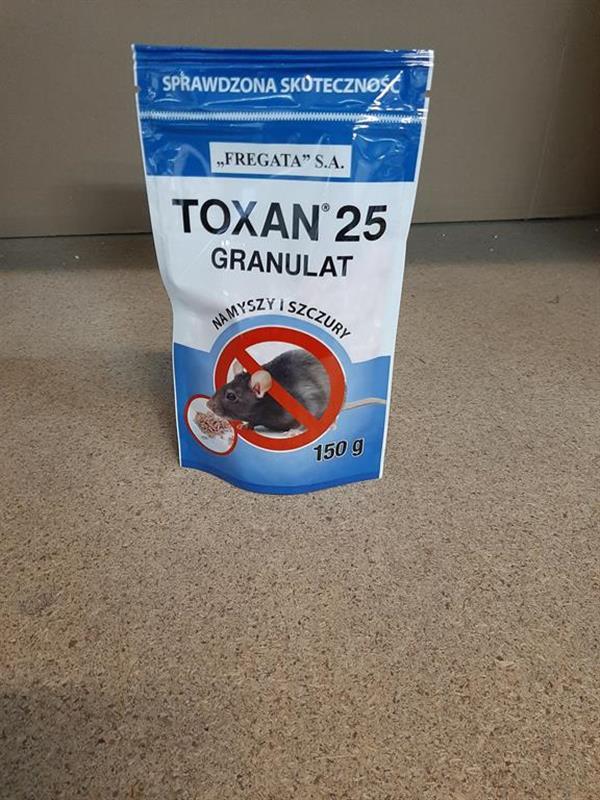 SPRAWDZONA SKUTECZNOŚĆ
„FREGATA” S.A.
TOXAN® 25
GRANULAT
NA MYSZY I SZCZURY
150 g